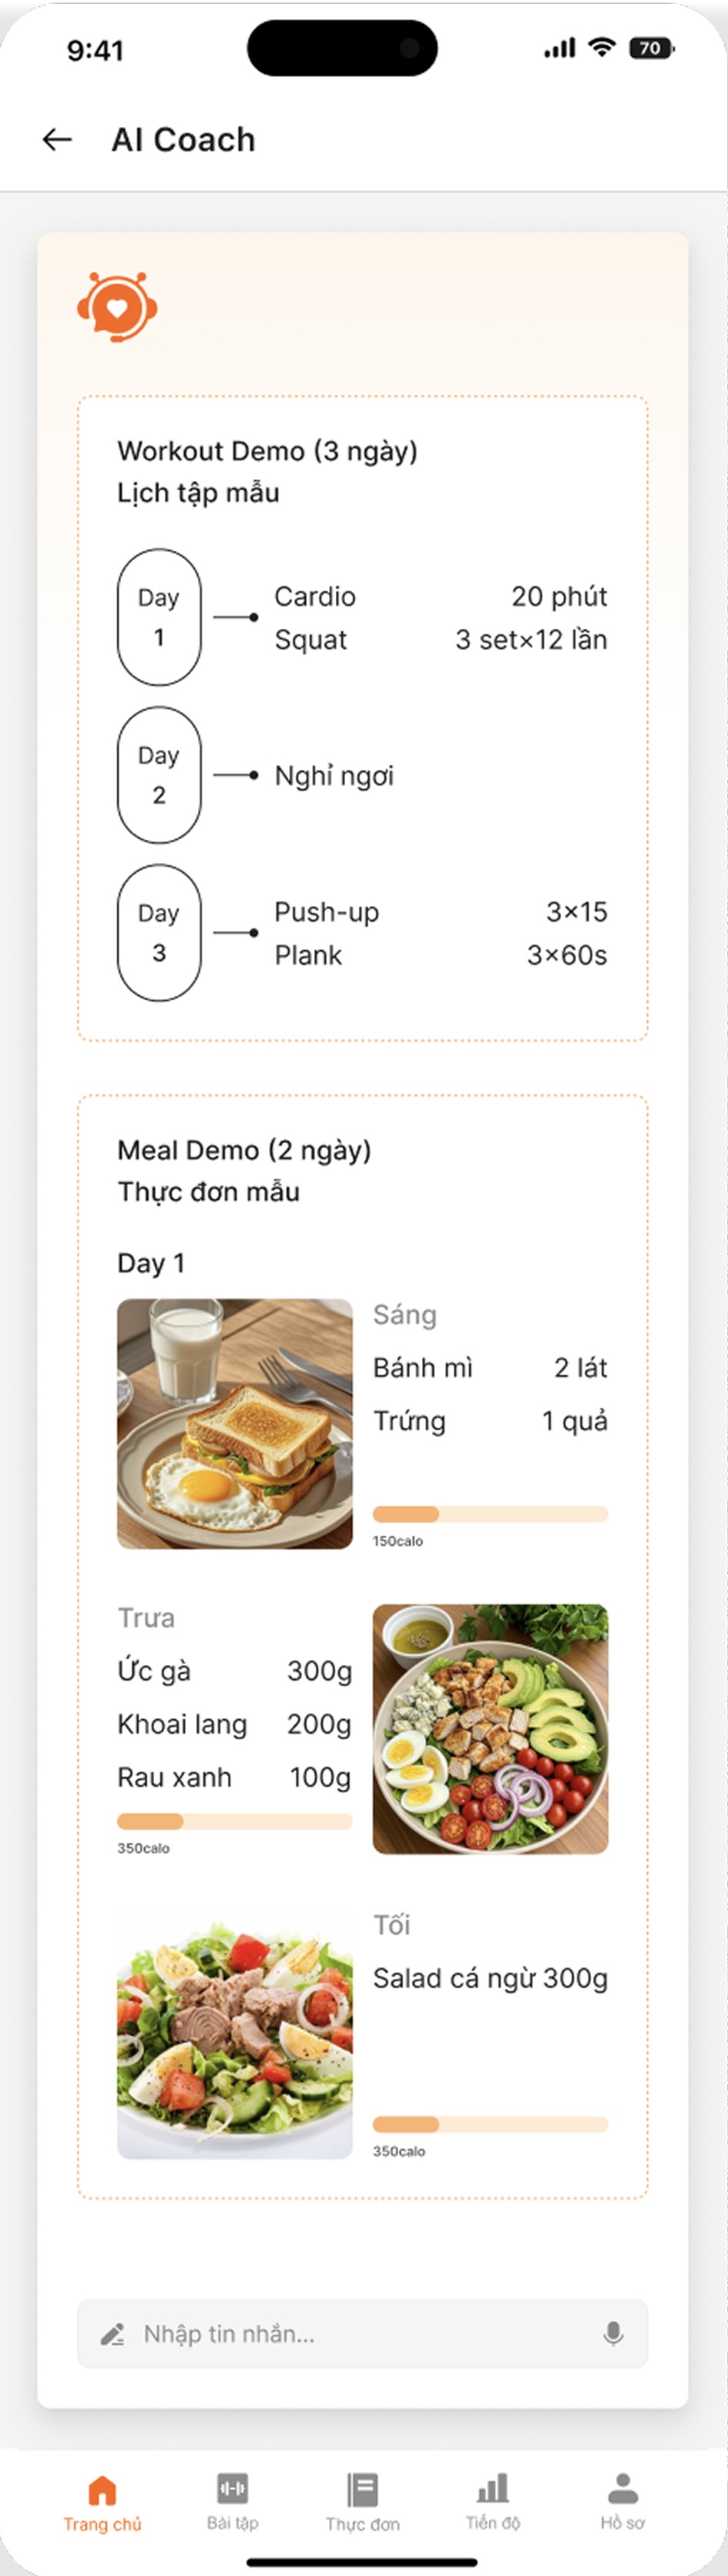 9:41
70
AI Coach
Workout Demo (3 ngày)
Lịch tập mẫu
Day 1
Cardio 20 phút
Squat 3 set×12 lần
Day 2
Nghỉ ngơi
Day 3
Push-up 3×15
Plank 3×60s
Meal Demo (2 ngày)
Thực đơn mẫu
Day 1
Sáng
Bánh mì 2 lát
Trứng 1 quả
150calo
Trưa
Ức gà 300g
Khoai lang 200g
Rau xanh 100g
350calo
Tối
Salad cá ngừ 300g
350calo
Nhập tin nhắn...
Trang chủ Bài tập Thực đơn Tiến độ Hồ sơ